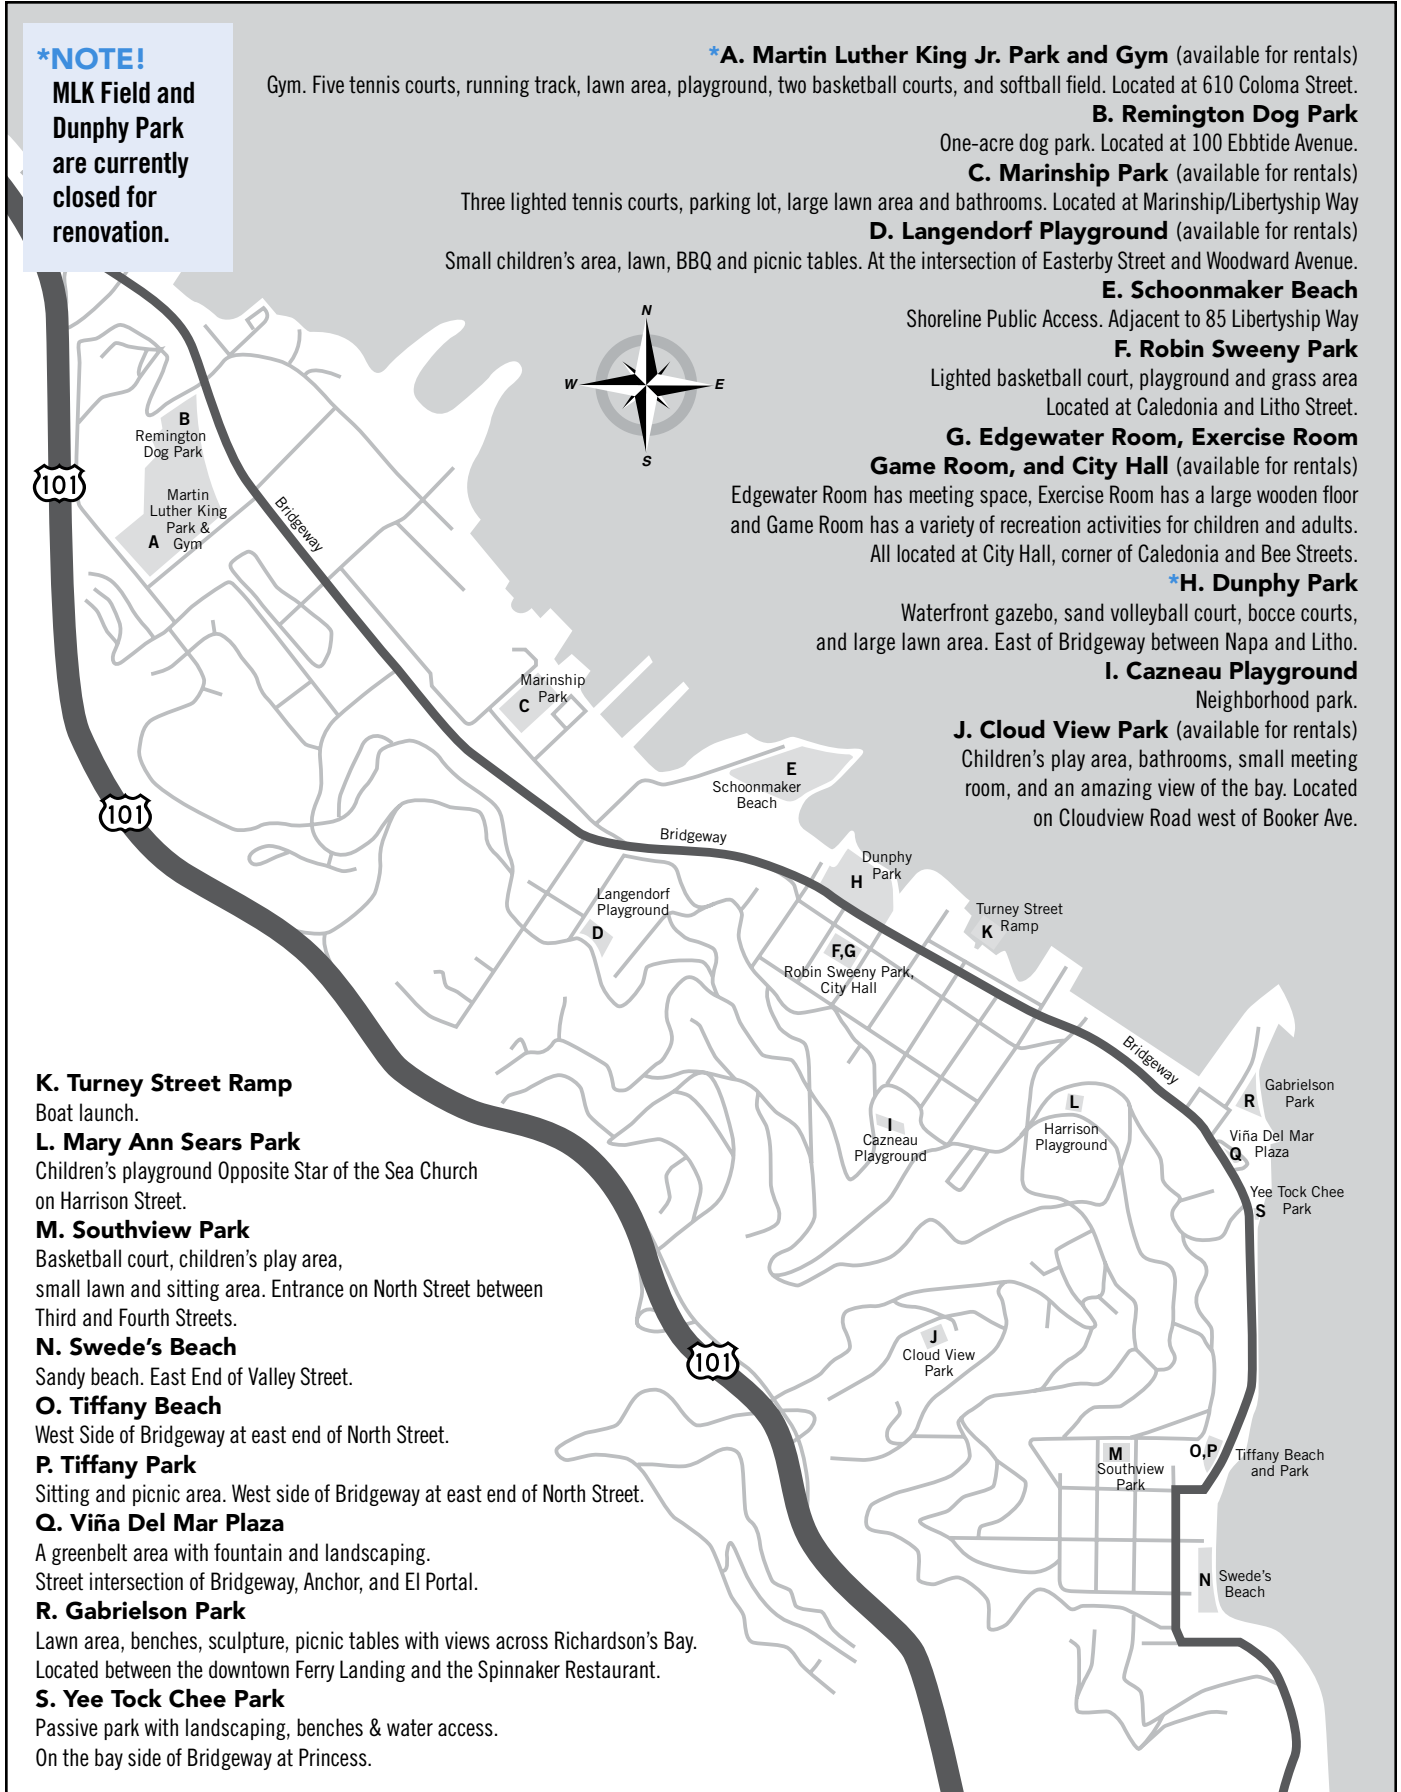 *NOTE!
MLK Field and
Dunphy Park
are currently
closed for
renovation.
*A. Martin Luther King Jr. Park and Gym (available for rentals)
Gym. Five tennis courts, running track, lawn area, playground, two basketball courts, and softball field. Located at 610 Coloma Street.
B. Remington Dog Park
One-acre dog park. Located at 100 Ebbtide Avenue.
C. Marinship Park (available for rentals)
Three lighted tennis courts, parking lot, large lawn area and bathrooms. Located at Marinship/Libertyship Way
D. Langendorf Playground (available for rentals)
Small children's area, lawn, BBQ and picnic tables. At the intersection of Easterby Street and Woodward Avenue.
E. Schoonmaker Beach
Shoreline Public Access. Adjacent to 85 Libertyship Way
F. Robin Sweeny Park
Lighted basketball court, playground and grass area
Located at Caledonia and Litho Street.
G. Edgewater Room, Exercise Room
Game Room, and City Hall (available for rentals)
Edgewater Room has meeting space, Exercise Room has a large wooden floor
and Game Room has a variety of recreation activities for children and adults.
All located at City Hall, corner of Caledonia and Bee Streets.
*H. Dunphy Park
Waterfront gazebo, sand volleyball court, bocce courts,
and large lawn area. East of Bridgeway between Napa and Litho.
I. Cazneau Playground
Neighborhood park.
J. Cloud View Park (available for rentals)
Children's play area, bathrooms, small meeting
room, and an amazing view of the bay. Located
on Cloudview Road west of Booker Ave.
N
W
E
S
B
Remington
Dog Park
101
Martin
Luther King
Park &
A Gym
Bridgeway
Marinship
Park
C
101
E
Schoonmaker
Beach
Bridgeway
Dunphy
Park
H
Langendorf
Playground
D
Turney Street
Ramp
K
F,G
Robin Sweeny Park,
City Hall
Bridgeway
Gabrielson
Park
R
L
Harrison
Playground
I
Cazneau
Playground
Viña Del Mar
Plaza
Q
Yee Tock Chee
Park
S
J
Cloud View
Park
101
M
Southview
Park
O,P
Tiffany Beach
and Park
N
Swede's
Beach
K. Turney Street Ramp
Boat launch.
L. Mary Ann Sears Park
Children's playground Opposite Star of the Sea Church
on Harrison Street.
M. Southview Park
Basketball court, children's play area,
small lawn and sitting area. Entrance on North Street between
Third and Fourth Streets.
N. Swede's Beach
Sandy beach. East End of Valley Street.
O. Tiffany Beach
West Side of Bridgeway at east end of North Street.
P. Tiffany Park
Sitting and picnic area. West side of Bridgeway at east end of North Street.
Q. Viña Del Mar Plaza
A greenbelt area with fountain and landscaping.
Street intersection of Bridgeway, Anchor, and El Portal.
R. Gabrielson Park
Lawn area, benches, sculpture, picnic tables with views across Richardson's Bay.
Located between the downtown Ferry Landing and the Spinnaker Restaurant.
S. Yee Tock Chee Park
Passive park with landscaping, benches & water access.
On the bay side of Bridgeway at Princess.